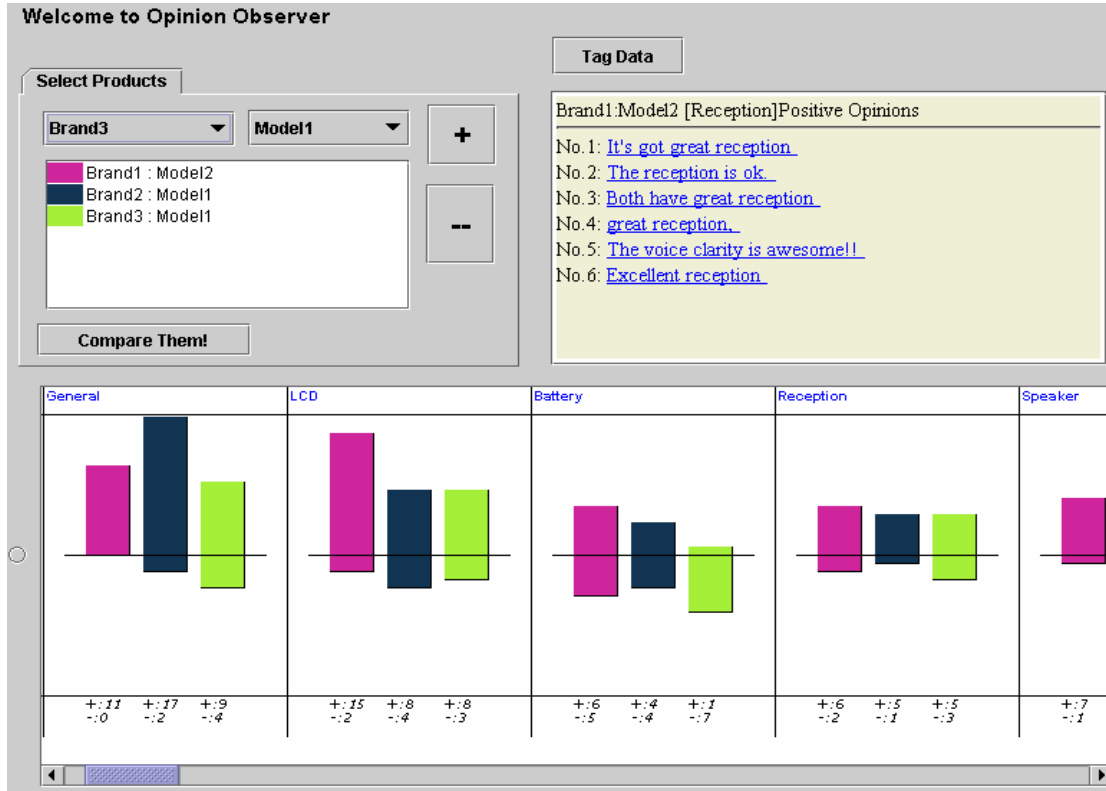 Welcome to Opinion Observer
Tag Data
Select Products
Brand3 Model1 +
Brand1 : Model2
Brand2 : Model1
Brand3 : Model1
--
Compare Them!
Brand1:Model2 [Reception]Positive Opinions
No.1: It's got great reception
No.2: The reception is ok.
No.3: Both have great reception
No.4: great reception,
No.5: The voice clarity is awesome!!
No.6: Excellent reception
General LCD Battery Reception Speaker
+:11 +:17 +:9 +:15 +:8 +:8 +:6 +:4 +:1 +:6 +:5 +:5 +:7
-:0 -:2 -:4 -:2 -:4 -:3 -:5 -:4 -:7 -:2 -:1 -:3 -:1